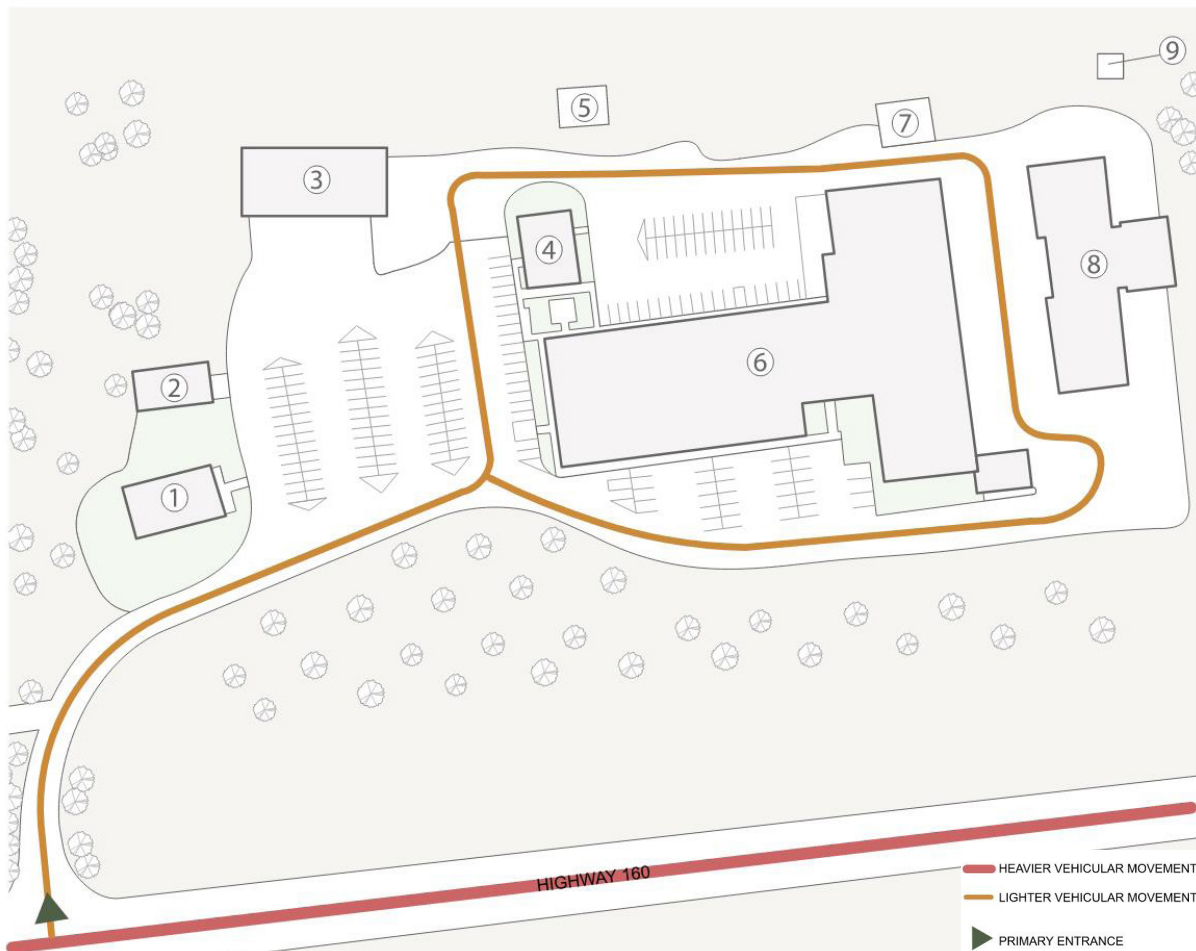 9
5
7
3
4
8
6
2
1
HIGHWAY 160
HEAVIER VEHICULAR MOVEMENT
LIGHTER VEHICULAR MOVEMENT
PRIMARY ENTRANCE